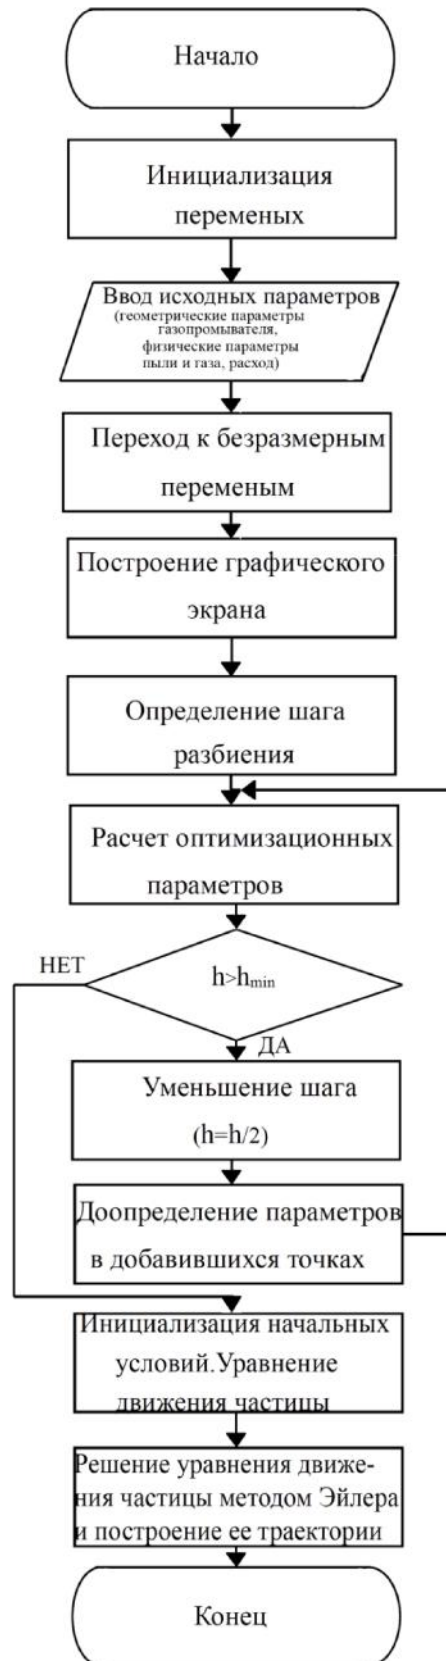 Начало
Инициализация
переменых
Ввод исходных параметров
(геометрические параметры
газопромывателя,
физические параметры
пыли и газа, расход)
Переход к безразмерным
переменым
Построение графического
экрана
Определение шага
разбиения
Расчет оптимизационных
параметров
НЕТ
h>hmin
ДА
Уменьшение шага
(h=h/2)
Доопределение параметров
в добавившихся точках
Инициализация начальных
условий.Уравнение
движения частицы
Решение уравнения движе-
ния частицы методом Эйлера
и построение ее траектории
Конец